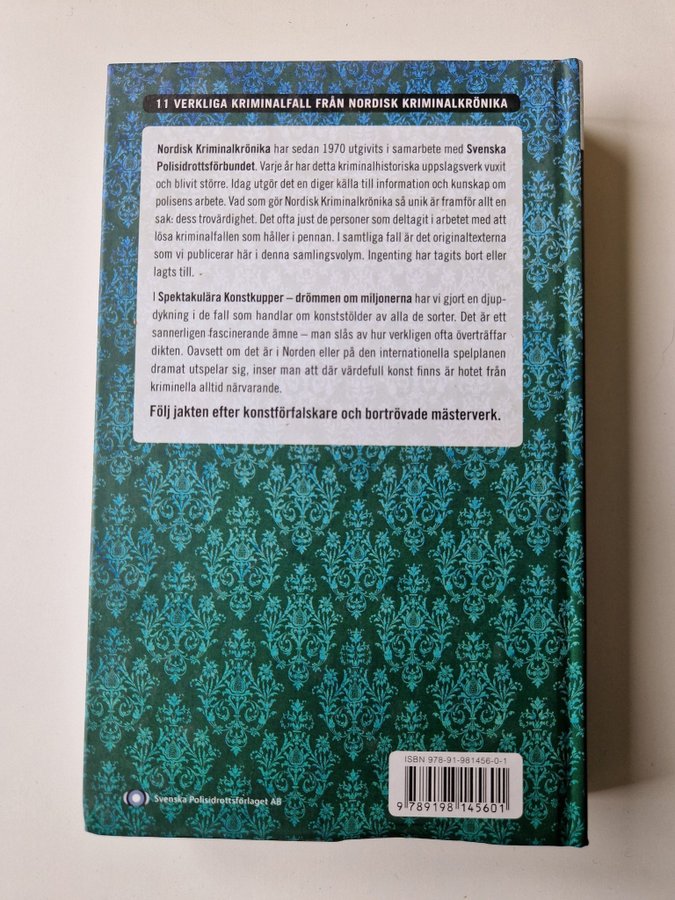 11 VERKLIGA KRIMINALFALL FRÅN NORDISK KRIMINALKRÖNIKA
Nordisk Kriminalkrönika har sedan 1970 utgivits i samarbete med Svenska
Polisidrottsförbundet. Varje år har detta kriminalhistoriska uppslagsverk vuxit
och blivit större. Idag utgör det en diger källa till information och kunskap om
polisens arbete. Vad som gör Nordisk Kriminalkrönika så unik är framför allt en
sak: dess trovärdighet. Det ofta just de personer som deltagit i arbetet med att
lösa kriminalfallen som håller i pennan. I samtliga fall är det originaltexterna
som vi publicerar här i denna samlingsvolym. Ingenting har tagits bort eller
lagts till.
I Spektakulära Konstkupper – drömmen om miljonerna har vi gjort en djup-
dykning i de fall som handlar om konststölder av alla de sorter. Det är ett
sannerligen fascinerande ämne – man slås av hur verkligen ofta överträffar
dikten. Oavsett om det är i Norden eller på den internationella spelplanen
dramat utspelar sig, inser man att där värdefull konst finns är hotet från
kriminella alltid närvarande.
Följ jakten efter konstförfalskare och bortrövade mästerverk.
ISBN 978-91-981456-0-1
9 789198 145601
Svenska Polisidrottsförlaget AB